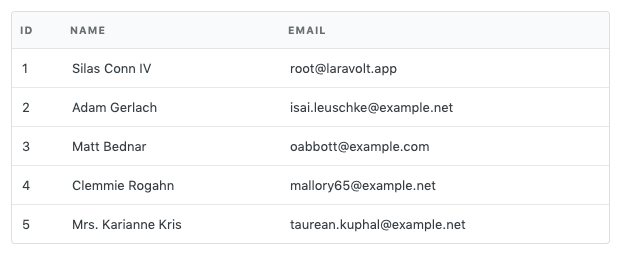 ID NAME EMAIL
1 Silas Conn IV root@laravolt.app
2 Adam Gerlach isai.leuschke@example.net
3 Matt Bednar oabbott@example.com
4 Clemmie Rogahn mallory65@example.net
5 Mrs. Karianne Kris taurean.kuphal@example.net